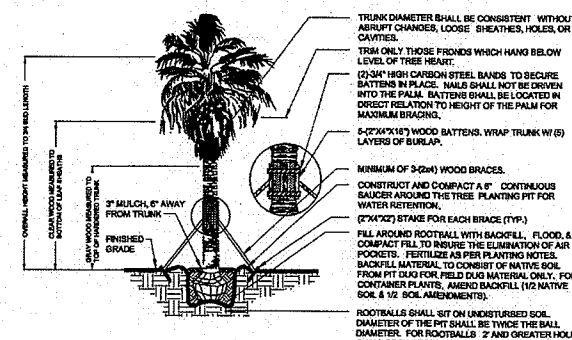 TRUNK DIAMETER SHALL BE CONSISTENT WITHOUT
ABRUPT CHANGES, LOOSE SHEATHES, HOLES, OR
CAVITIES.
TRIM ONLY THOSE FRONDS WHICH HANG BELOW
LEVEL OF TREE HEART.
(2)-3/4" HIGH CARBON STEEL BANDS TO SECURE
BATTENS IN PLACE. NAILS SHALL NOT BE DRIVEN
INTO THE PALM. BATTENS SHALL BE LOCATED IN
DIRECT RELATION TO HEIGHT OF THE PALM FOR
MAXIMUM BRACING.
5-(2"X4"X16") WOOD BATTENS. WRAP TRUNK W/ (5)
LAYERS OF BURLAP.
MINIMUM OF 3-(2x4) WOOD BRACES.
CONSTRUCT AND COMPACT A 6" CONTINUOUS
SAUCER AROUND THE TREE PLANTING PIT FOR
WATER RETENTION.
(2"X4"X2') STAKE FOR EACH BRACE (TYP.)
FILL AROUND ROOTBALL WITH BACKFILL, FLOOD, &
COMPACT FILL TO INSURE THE ELIMINATION OF AIR
POCKETS. FERTILIZE AS PER PLANTING NOTES.
BACKFILL MATERIAL TO CONSIST OF NATIVE SOIL
FROM PIT DUG FOR FIELD DUG MATERIAL ONLY. FOR
CONTAINER PLANTS, AMEND BACKFILL (1/2 NATIVE
SOIL & 1/2 SOIL AMENDMENTS).
ROOTBALLS SHALL SIT ON UNDISTURBED SOIL.
DIAMETER OF THE PIT SHALL BE TWICE THE BALL
DIAMETER. FOR ROOTBALLS 2' AND GREATER HOLE
OVERALL HEIGHT MEASURED TO BUD LENGTH
CLEAR WOOD MEASURED TO
BOTTOM OF LEAF SHEATHS
GRAY WOOD MEASURED TO
TOP OF HARDENED TRUNK
3" MULCH, 6" AWAY
FROM TRUNK
FINISHED
GRADE